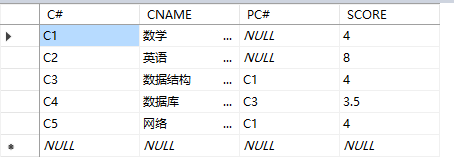 C# CNAME PC# SCORE
C1 数学 ... NULL 4
C2 英语 ... NULL 8
C3 数据结构 ... C1 4
C4 数据库 ... C3 3.5
C5 网络 ... C1 4
NULL NULL NULL NULL